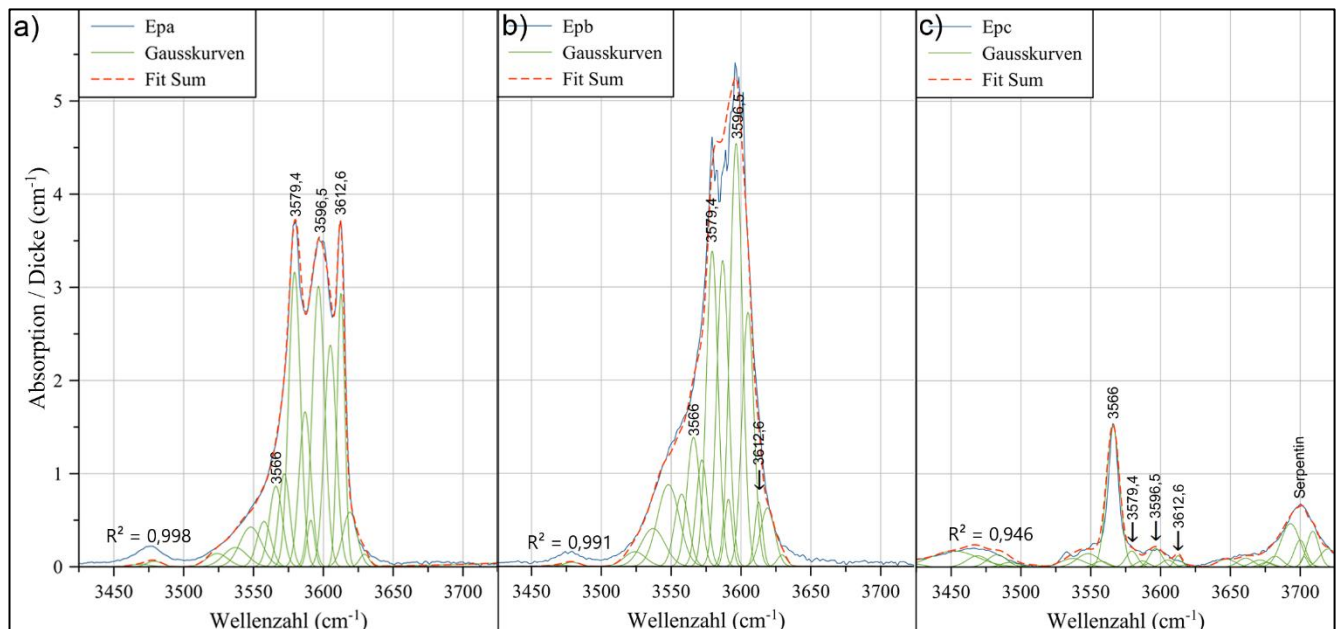 a)
Epa
Gausskurven
Fit Sum
b)
Epb
Gausskurven
Fit Sum
c)
Epc
Gausskurven
Fit Sum
Absorption / Dicke (cm⁻¹)
5
4
3
2
1
0
3566
3579,4
3596,5
3612,6
R² = 0,998
3566
3579,4
3596,5
3612,6
R² = 0,991
3566
3579,4
3596,5
3612,6
Serpentin
R² = 0,946
3450 3500 3550 3600 3650 3700
3450 3500 3550 3600 3650 3700
3450 3500 3550 3600 3650 3700
Wellenzahl (cm⁻¹)
Wellenzahl (cm⁻¹)
Wellenzahl (cm⁻¹)